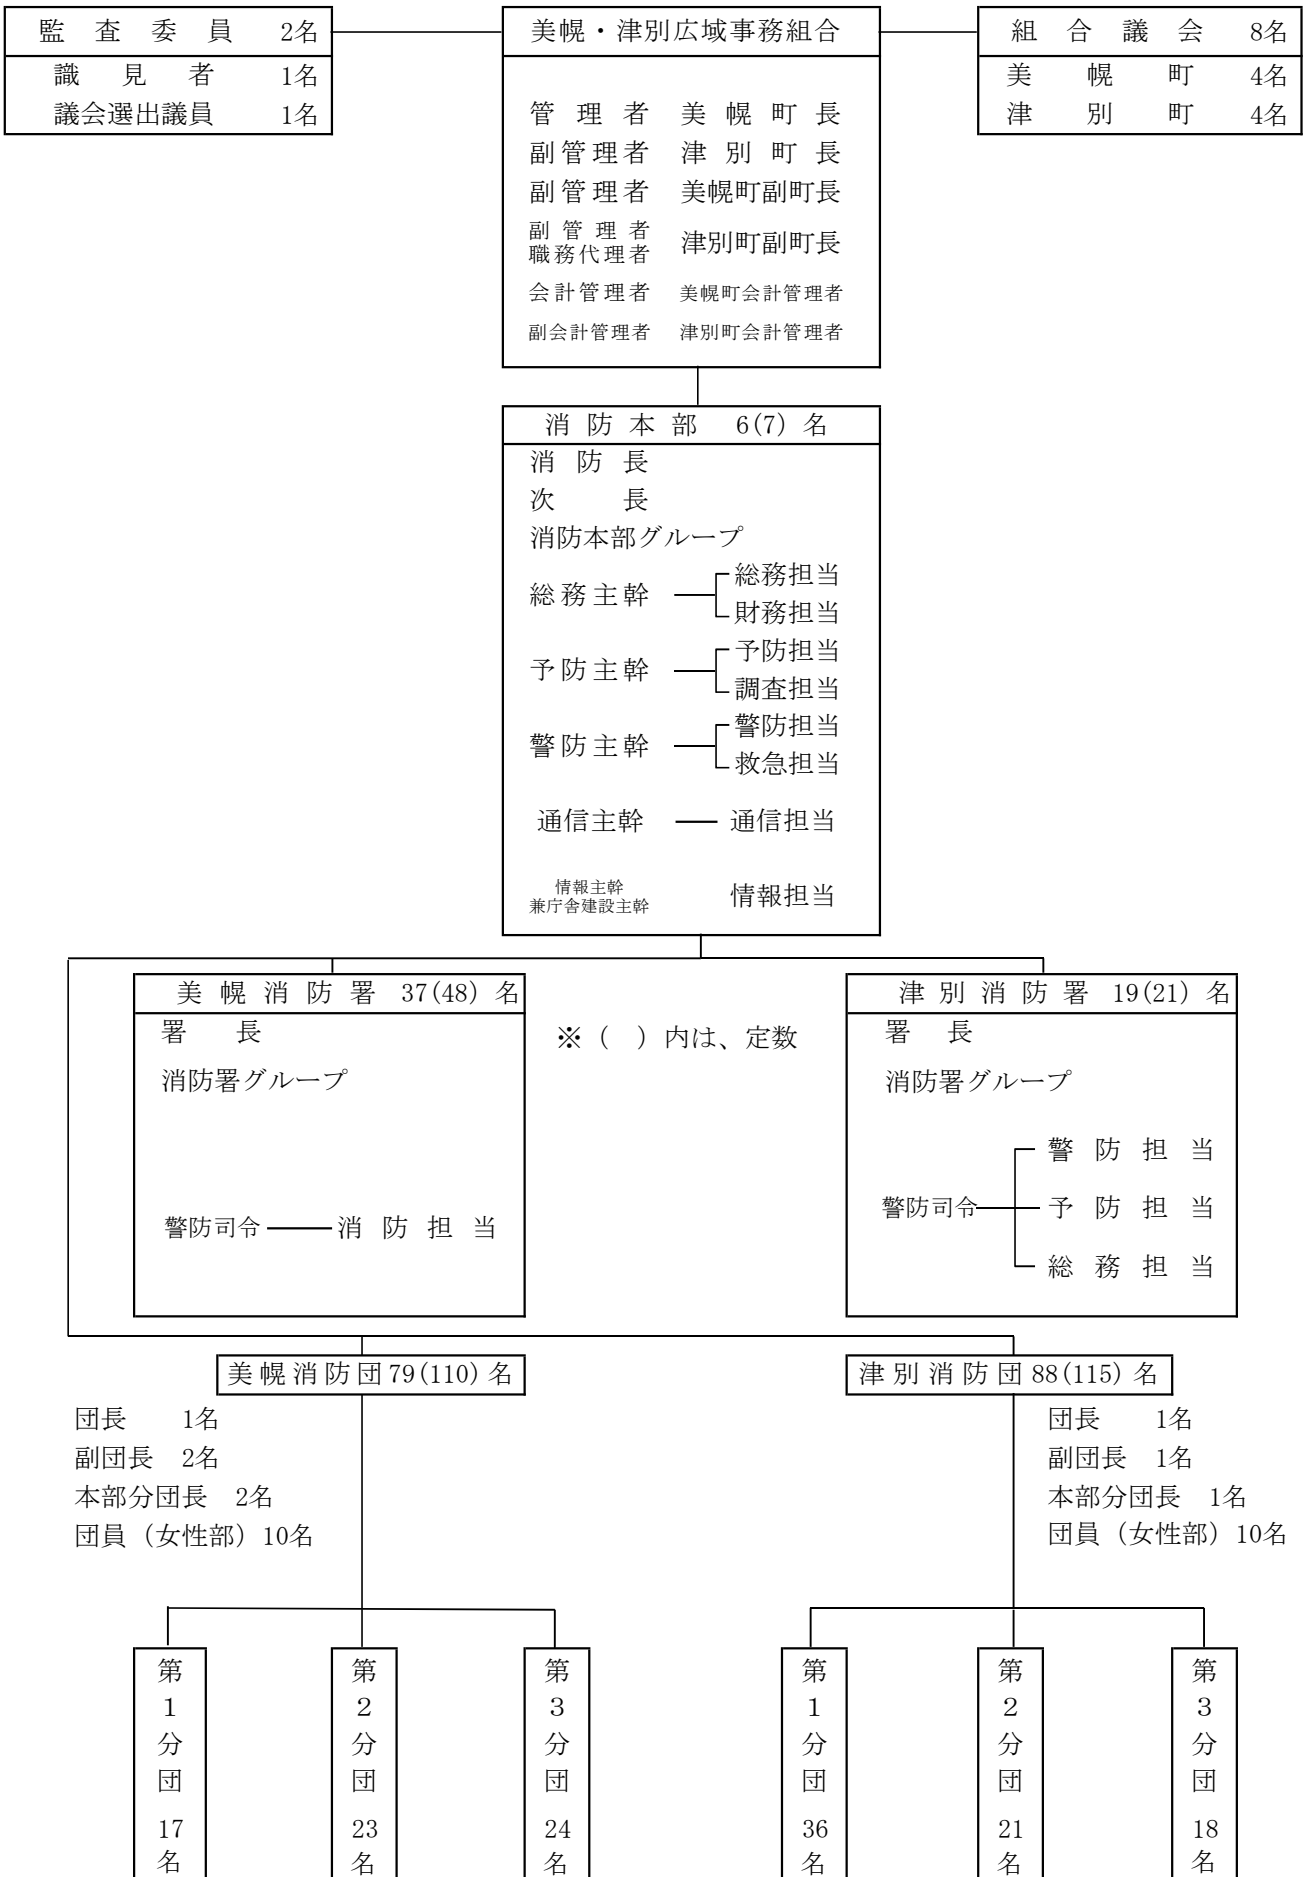 監査委員 2名
識見者 1名
議会選出議員 1名
美幌・津別広域事務組合
管理者 美幌町長
副管理者 津別町長
副管理者 美幌町副町長
副管理者
職務代理者 津別町副町長
会計管理者 美幌町会計管理者
副会計管理者 津別町会計管理者
組合議会 8名
美幌町 4名
津別町 4名
消防本部 6(7)名
消防長
次長
消防本部グループ
総務主幹
総務担当
財務担当
予防主幹
予防担当
調査担当
警防主幹
警防担当
救急担当
通信主幹 通信担当
情報主幹
兼庁舎建設主幹
情報担当
美幌消防署 37(48)名
署長
消防署グループ
警防司令 消防担当
※（ ）内は、定数
津別消防署 19(21)名
署長
消防署グループ
警防司令
警防担当
予防担当
総務担当
美幌消防団79(110)名
団長 1名
副団長 2名
本部分団長 2名
団員（女性部）10名
第1分団 17名
第2分団 23名
第3分団 24名
津別消防団88(115)名
団長 1名
副団長 1名
本部分団長 1名
団員（女性部）10名
第1分団 36名
第2分団 21名
第3分団 18名